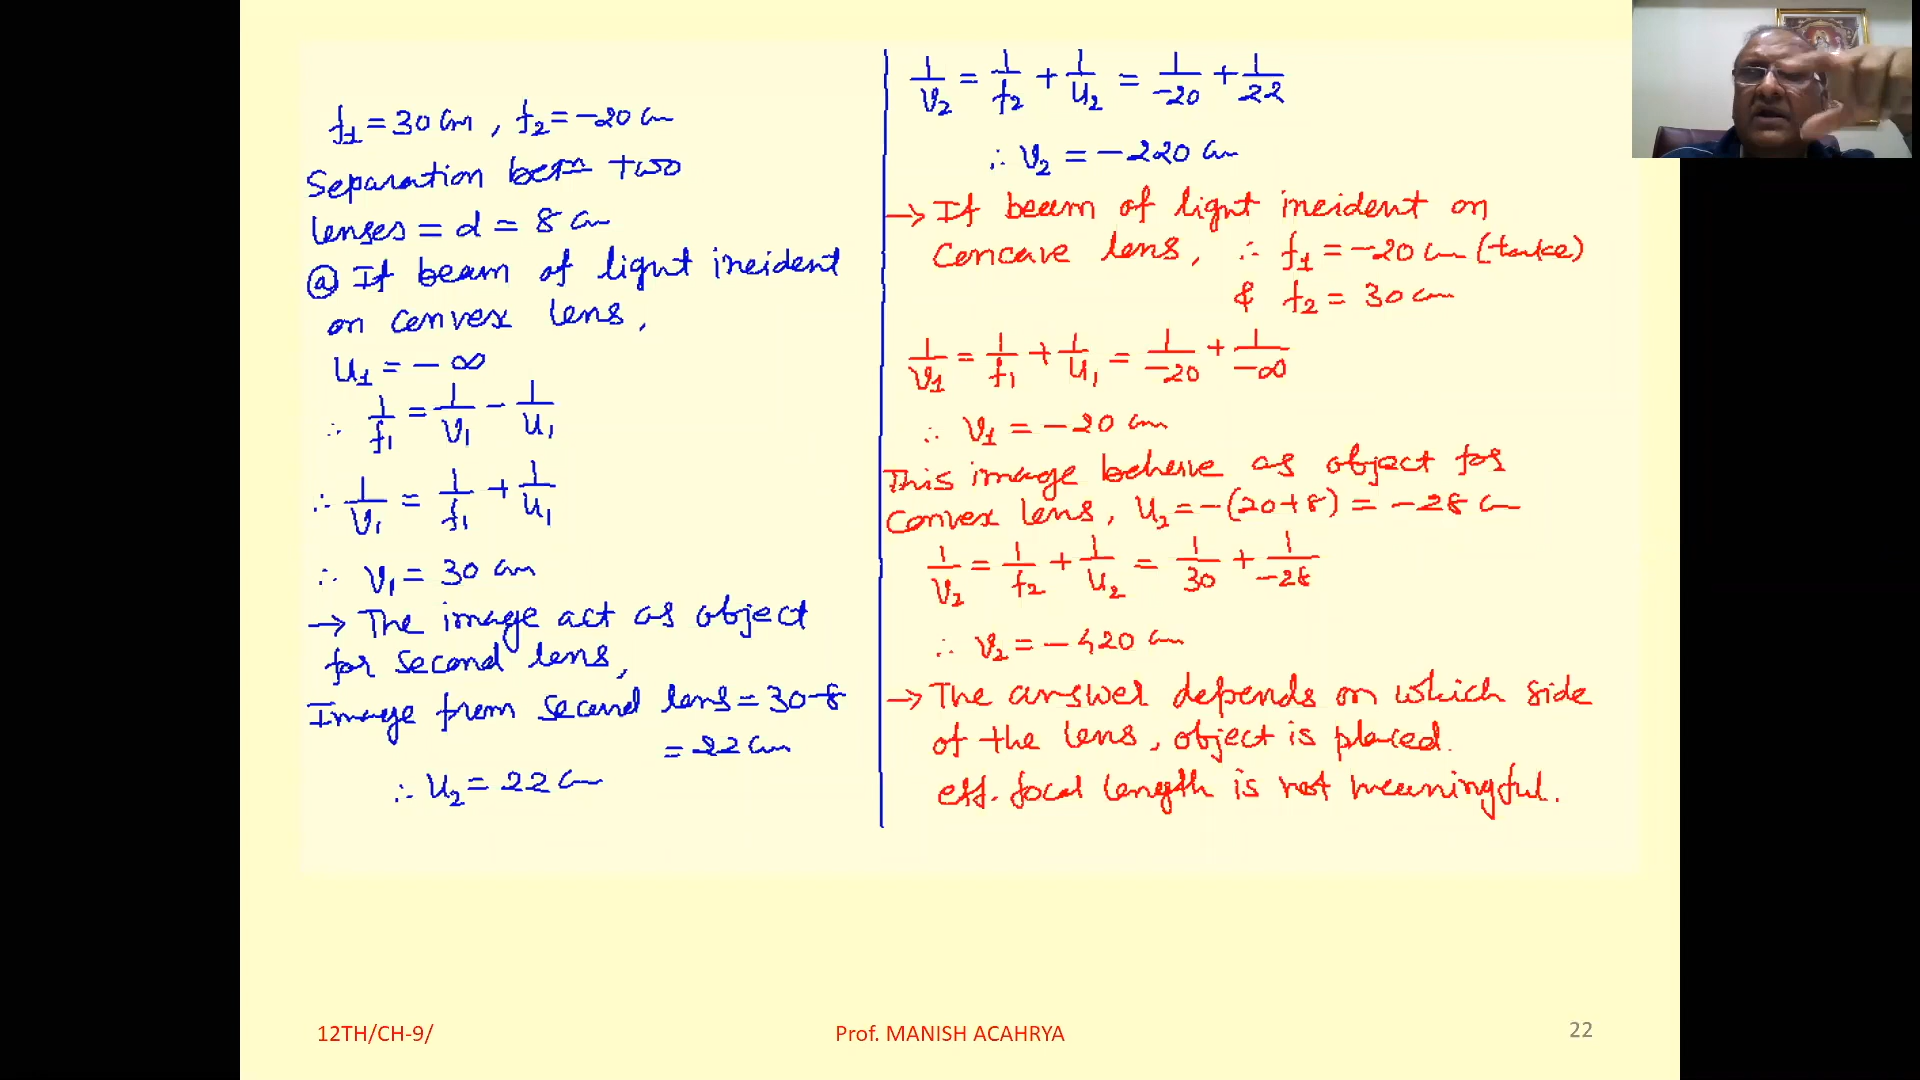 f₁ = 30 cm , f₂ = -20 cm
Separation betn two
lenses = d = 8 cm
ⓐ If beam of light incident
on convex lens,
u₁ = - ∞
∴ 1/f₁ = 1/v₁ - 1/u₁
∴ 1/v₁ = 1/f₁ + 1/u₁
∴ v₁ = 30 cm
→ The image act as object
for second lens,
Image from second lens = 30-8
= 22 cm
∴ u₂ = 22 cm
1/v₂ = 1/f₂ + 1/u₂ = 1/-20 + 1/22
∴ v₂ = -220 cm
→ If beam of light incident on
concave lens, ∴ f₁ = -20 cm (take)
& f₂ = 30 cm
1/v₁ = 1/f₁ + 1/u₁ = 1/-20 + 1/-∞
∴ v₁ = -20 cm
This image beheve as object for
convex lens, u₂ = -(20+8) = -28 cm
1/v₂ = 1/f₂ + 1/u₂ = 1/30 + 1/-28
∴ v₂ = -420 cm
→ The answer depends on which side
of the lens, object is placed.
eff. focal length is not meaningful.
12TH/CH-9/
Prof. MANISH ACAHRYA
22